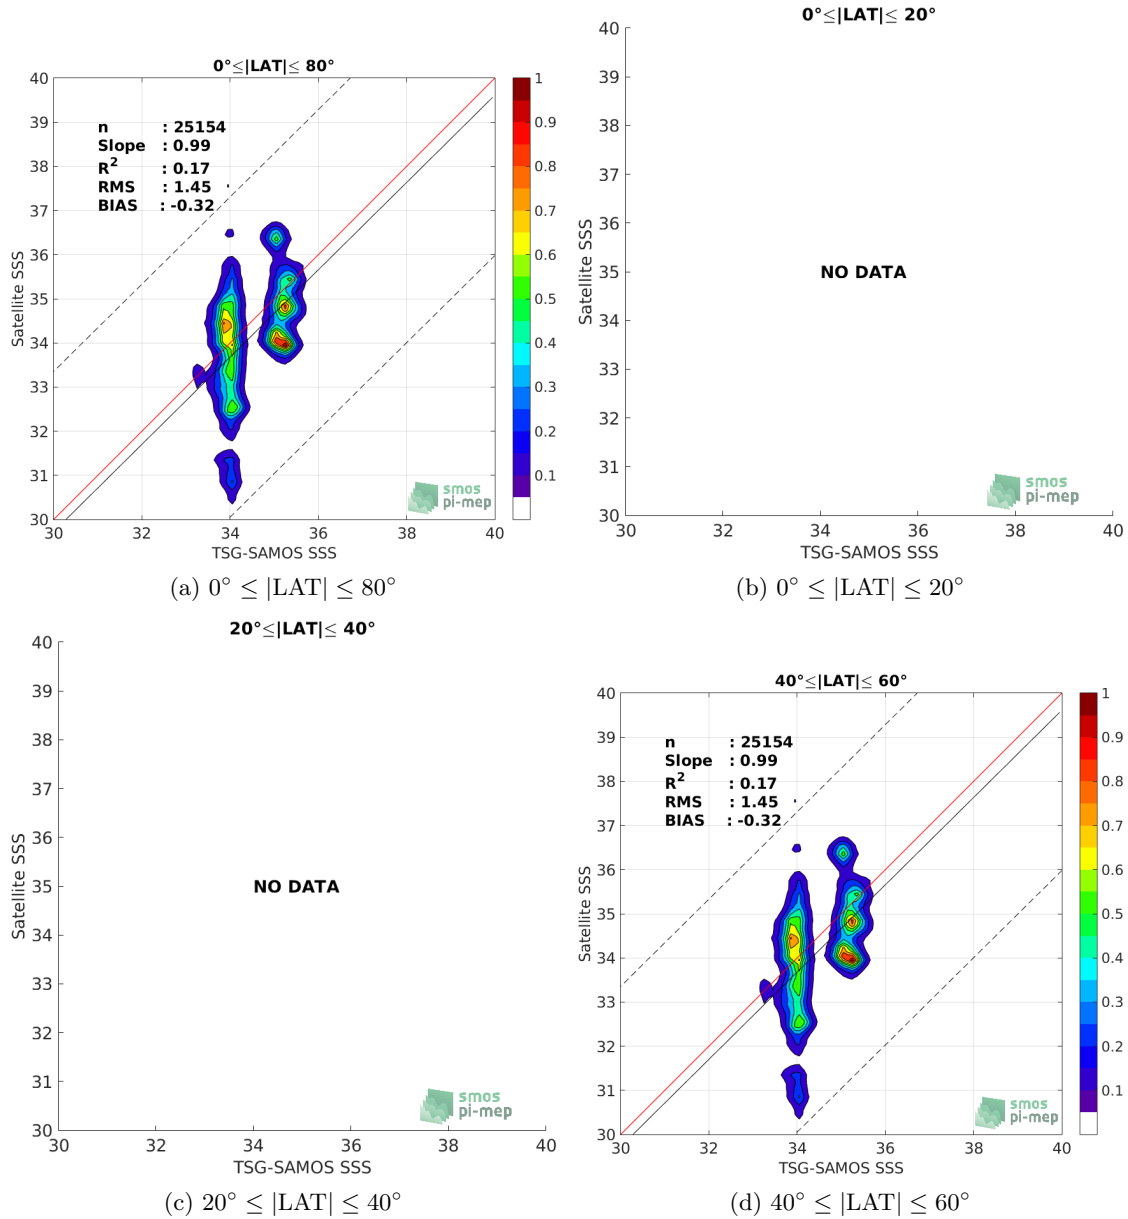 0°≤|LAT|≤ 80°
40
39
38
37
36
35
34
33
32
31
30
Satellite SSS
n : 25154
Slope : 0.99
R2 : 0.17
RMS : 1.45
BIAS : -0.32
smos
pi-mep
30 32 34 36 38 40
TSG-SAMOS SSS
1
0.9
0.8
0.7
0.6
0.5
0.4
0.3
0.2
0.1
(a) 0° ≤ |LAT| ≤ 80°
0°≤|LAT|≤ 20°
40
39
38
37
36
35
34
33
32
31
30
Satellite SSS
NO DATA
smos
pi-mep
30 32 34 36 38 40
TSG-SAMOS SSS
(b) 0° ≤ |LAT| ≤ 20°
20°≤|LAT|≤ 40°
40
39
38
37
36
35
34
33
32
31
30
Satellite SSS
NO DATA
smos
pi-mep
30 32 34 36 38 40
TSG-SAMOS SSS
(c) 20° ≤ |LAT| ≤ 40°
40°≤|LAT|≤ 60°
40
39
38
37
36
35
34
33
32
31
30
Satellite SSS
n : 25154
Slope : 0.99
R2 : 0.17
RMS : 1.45
BIAS : -0.32
smos
pi-mep
30 32 34 36 38 40
TSG-SAMOS SSS
1
0.9
0.8
0.7
0.6
0.5
0.4
0.3
0.2
0.1
(d) 40° ≤ |LAT| ≤ 60°